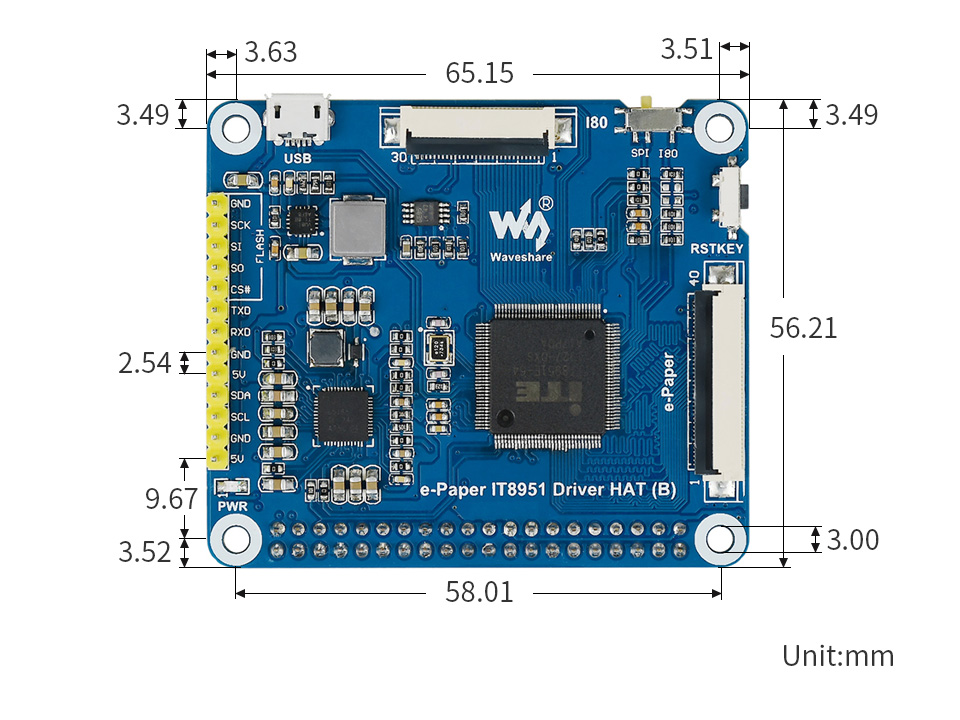 3.63
3.51
65.15
3.49
3.49
USB
30
1
I80
SPI I80
GND
SCK
SI
SO
CS#
TXD
RXD
GND
5V
SDA
SCL
GND
5V
FLASH
®
Waveshare
RSTKEY
40
56.21
2.54
e-Paper
ITE
1
e-Paper IT8951 Driver HAT (B)
9.67
PWR
3.52
3.00
58.01
Unit:mm